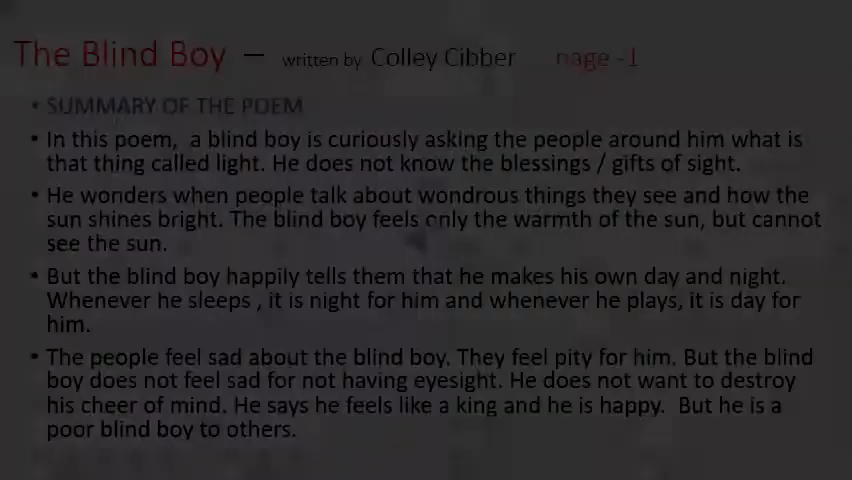 The Blind Boy – written by Colley Cibber page -1
• SUMMARY OF THE POEM
• In this poem, a blind boy is curiously asking the people around him what is
that thing called light. He does not know the blessings / gifts of sight.
• He wonders when people talk about wondrous things they see and how the
sun shines bright. The blind boy feels only the warmth of the sun, but cannot
see the sun.
• But the blind boy happily tells them that he makes his own day and night.
Whenever he sleeps , it is night for him and whenever he plays, it is day for
him.
• The people feel sad about the blind boy. They feel pity for him. But the blind
boy does not feel sad for not having eyesight. He does not want to destroy
his cheer of mind. He says he feels like a king and he is happy. But he is a
poor blind boy to others.